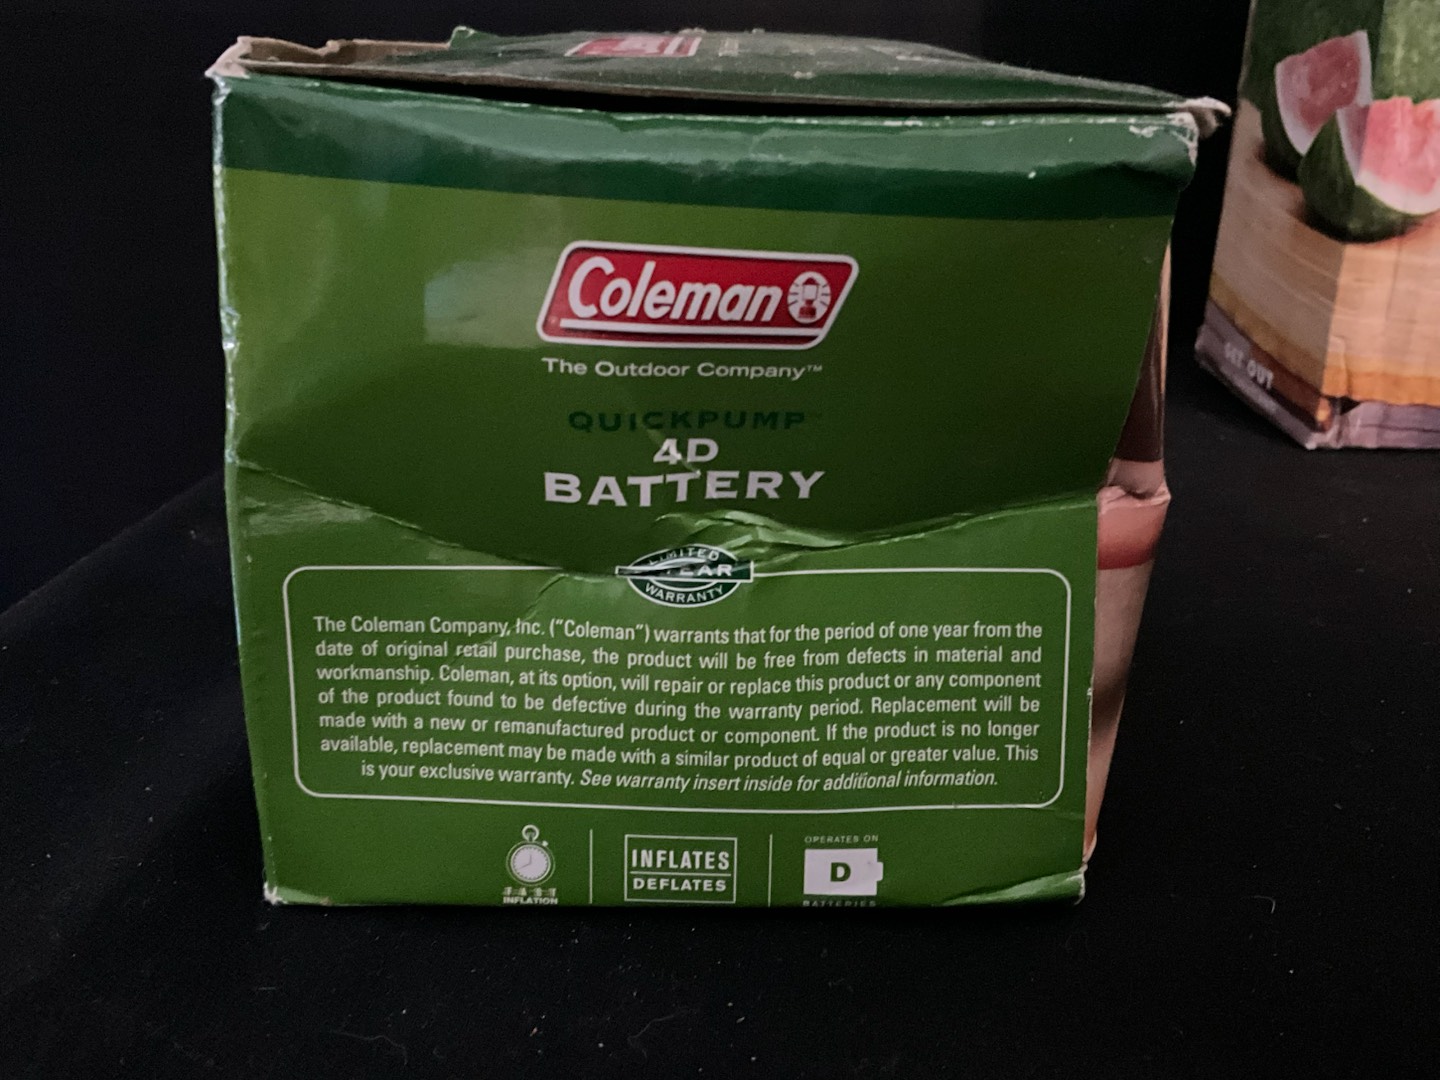 Coleman
The Outdoor Company™
QUICKPUMP™
4D
BATTERY
LIMITED
YEAR
WARRANTY
The Coleman Company, Inc. ("Coleman") warrants that for the period of one year from the
date of original retail purchase, the product will be free from defects in material and
workmanship. Coleman, at its option, will repair or replace this product or any component
of the product found to be defective during the warranty period. Replacement will be
made with a new or remanufactured product or component. If the product is no longer
available, replacement may be made with a similar product of equal or greater value. This
is your exclusive warranty. See warranty insert inside for additional information.
INFLATION
INFLATES
DEFLATES
OPERATES ON
D
BATTERIES
OUT